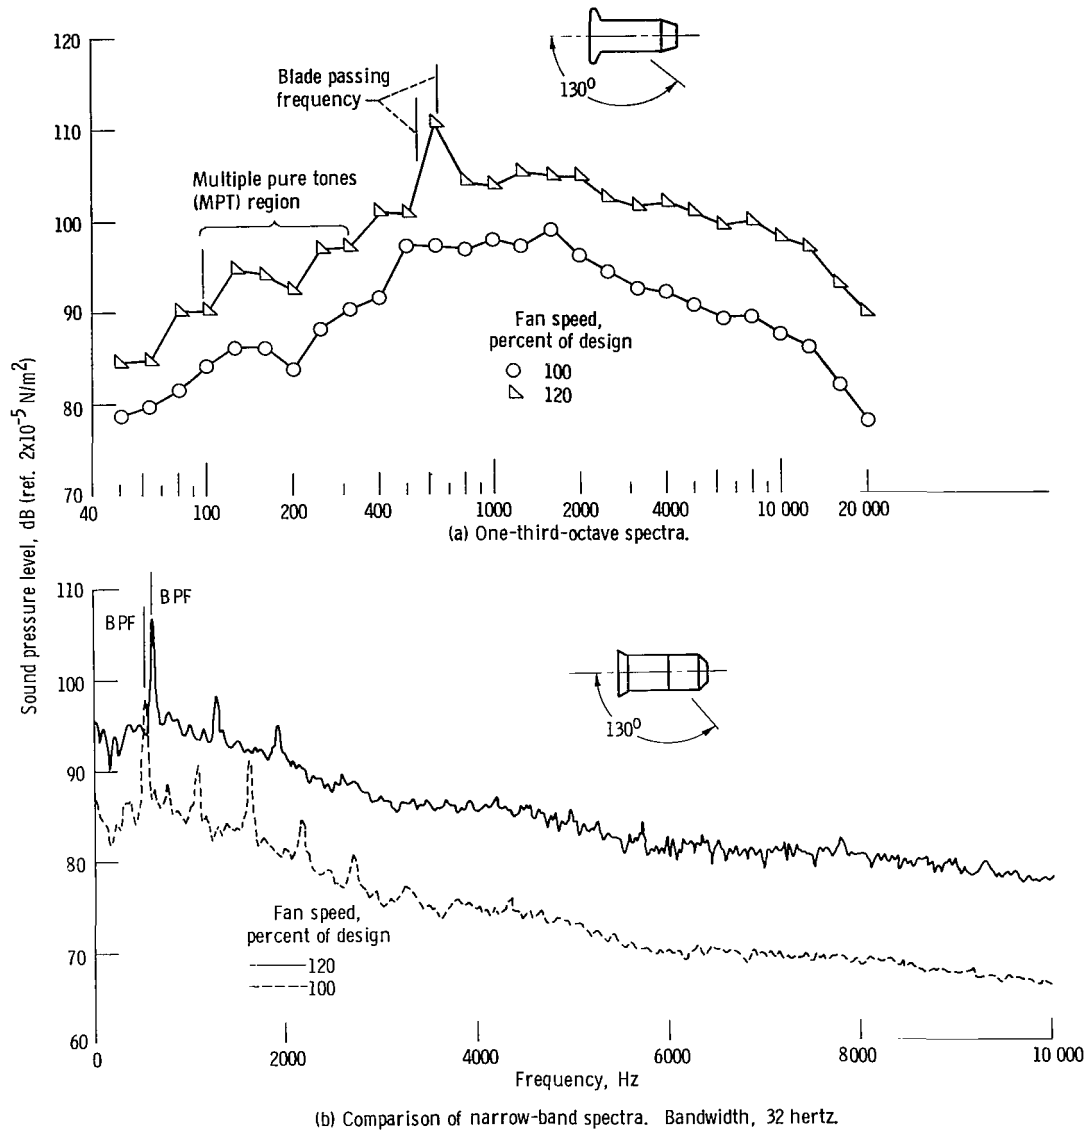 120
110
100
90
80
70
Blade passing
frequency
130⁰
Multiple pure tones
(MPT) region
Fan speed,
percent of design
100
120
40
100
200
400
1000
2000
4000
10 000
20 000
(a) One-third-octave spectra.
Sound pressure level, dB (ref. 2x10⁻⁵ N/m²)
110
100
90
80
70
60
BPF
BPF
130⁰
Fan speed,
percent of design
120
100
0
2000
4000
6000
8000
10 000
Frequency, Hz
(b) Comparison of narrow-band spectra. Bandwidth, 32 hertz.